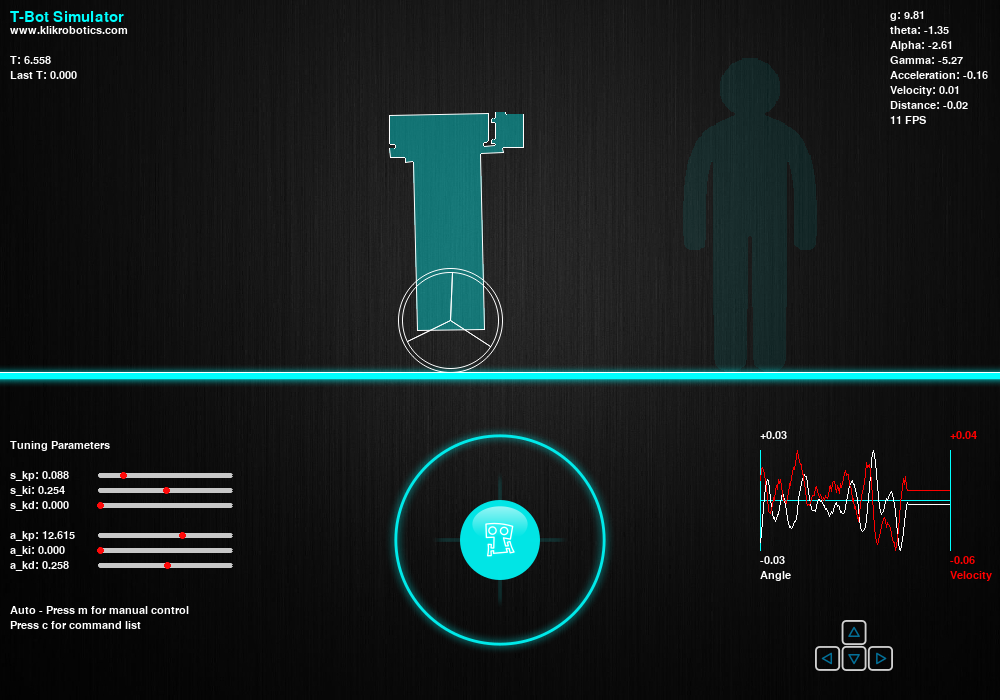 T-Bot Simulator
www.klikrobotics.com
T: 6.558
Last T: 0.000
g: 9.81
theta: -1.35
Alpha: -2.61
Gamma: -5.27
Acceleration: -0.16
Velocity: 0.01
Distance: -0.02
11 FPS
Tuning Parameters
s_kp: 0.088
s_ki: 0.254
s_kd: 0.000
a_kp: 12.615
a_ki: 0.000
a_kd: 0.258
Auto - Press m for manual control
Press c for command list
+0.03
+0.04
-0.03
-0.06
Angle
Velocity